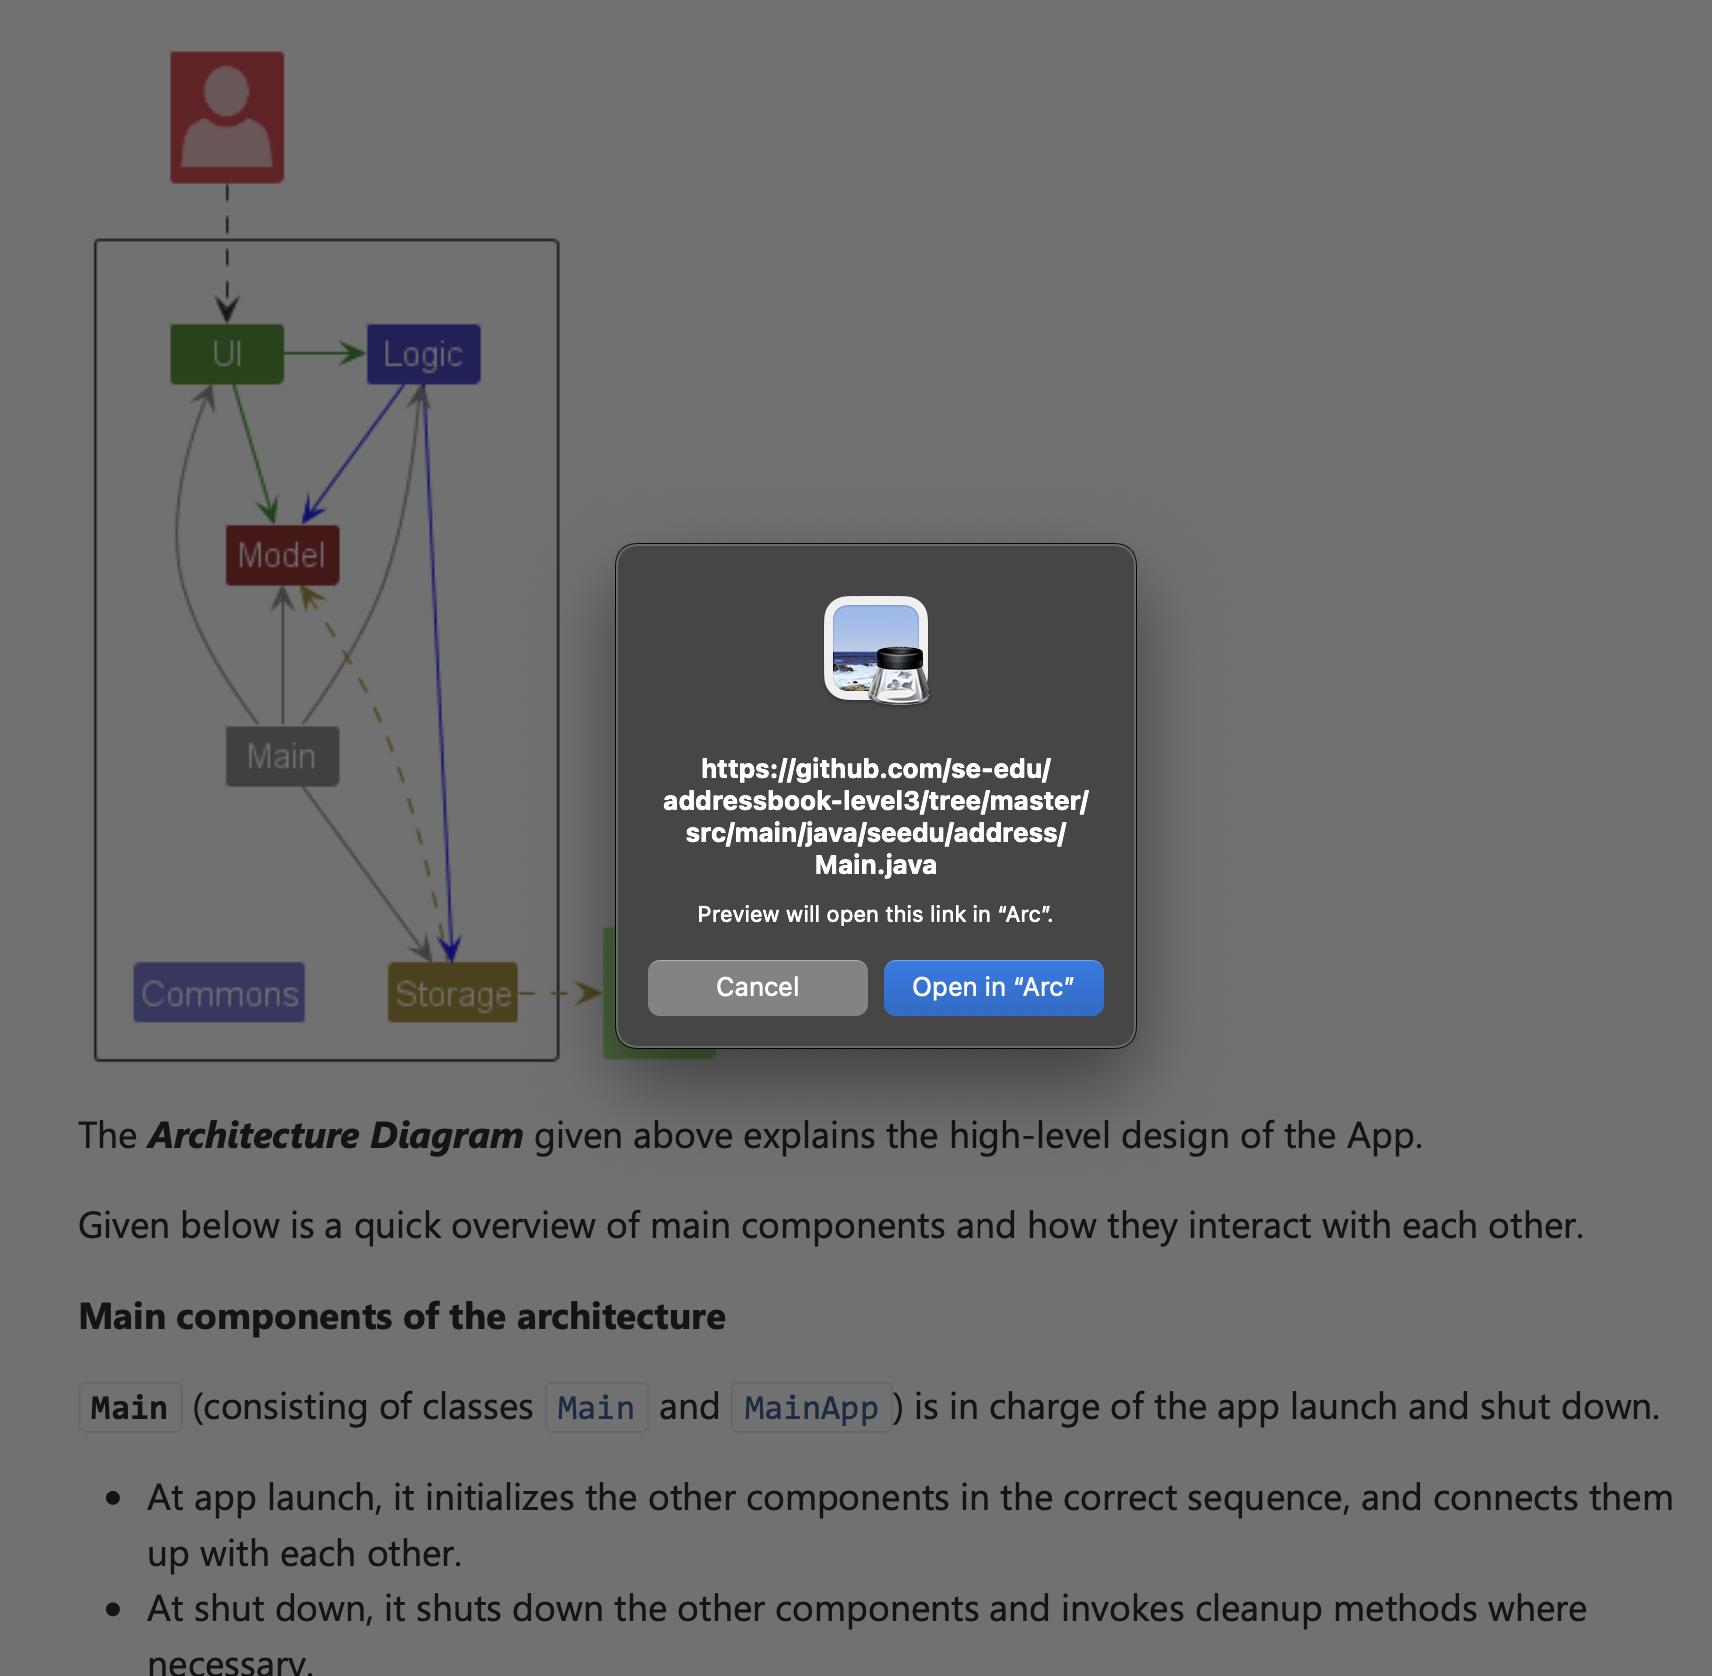 UI
Logic
Model
Main
Commons
Storage
https://github.com/se-edu/
addressbook-level3/tree/master/
src/main/java/seedu/address/
Main.java
Preview will open this link in “Arc”.
Cancel
Open in “Arc”
The Architecture Diagram given above explains the high-level design of the App.
Given below is a quick overview of main components and how they interact with each other.
Main components of the architecture
Main (consisting of classes Main and MainApp) is in charge of the app launch and shut down.
• At app launch, it initializes the other components in the correct sequence, and connects them
up with each other.
• At shut down, it shuts down the other components and invokes cleanup methods where
necessary.